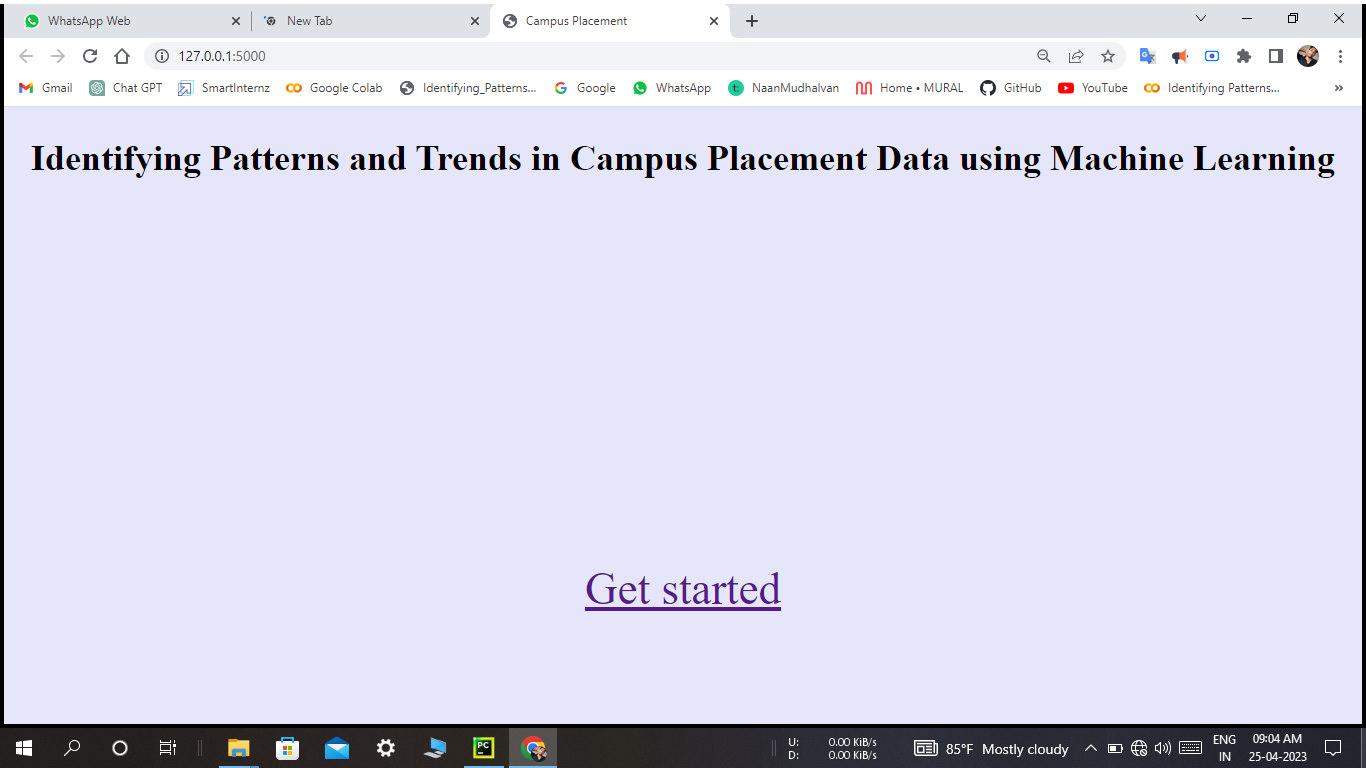 WhatsApp Web
New Tab
Campus Placement
127.0.0.1:5000
Gmail
Chat GPT
SmartInternz
Google Colab
Identifying_Patterns...
Google
WhatsApp
NaanMudhalvan
Home • MURAL
GitHub
YouTube
Identifying Patterns...
Identifying Patterns and Trends in Campus Placement Data using Machine Learning
Get started
U: 0.00 KiB/s
D: 0.00 KiB/s
85°F Mostly cloudy
ENG
IN
09:04 AM
25-04-2023